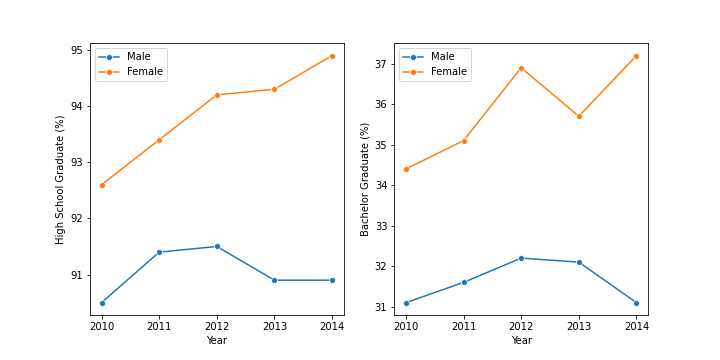 High School Graduate (%)
95
94
93
92
91
Male
Female
2010 2011 2012 2013 2014
Year
Bachelor Graduate (%)
37
36
35
34
33
32
31
Male
Female
2010 2011 2012 2013 2014
Year